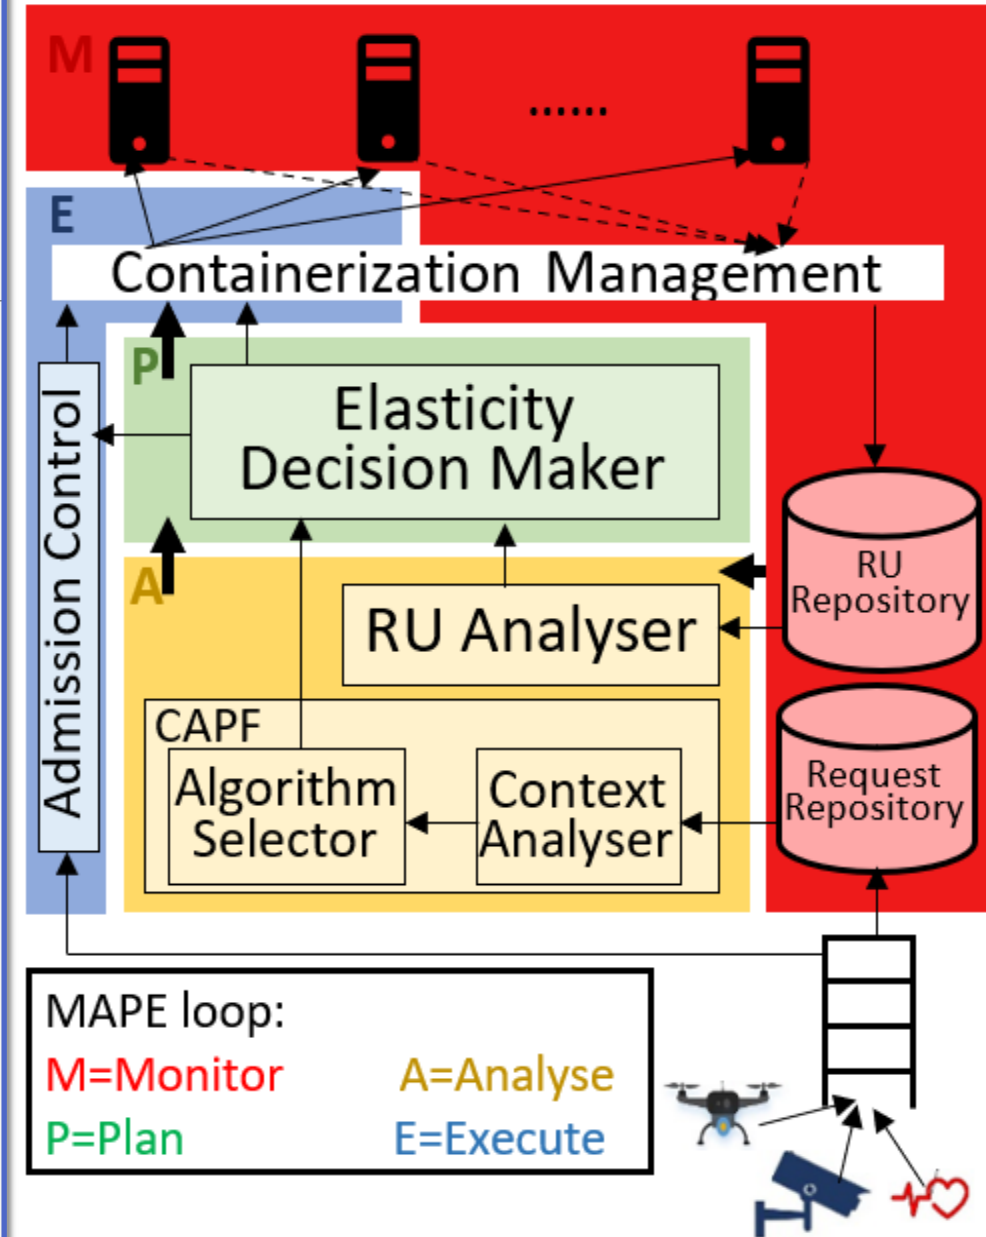 M
......
E
Containerization Management
P
Elasticity
Decision Maker
Admission Control
A
RU Analyser
RU
Repository
CAPF
Algorithm
Selector
Context
Analyser
Request
Repository
MAPE loop:
M=Monitor A=Analyse
P=Plan E=Execute